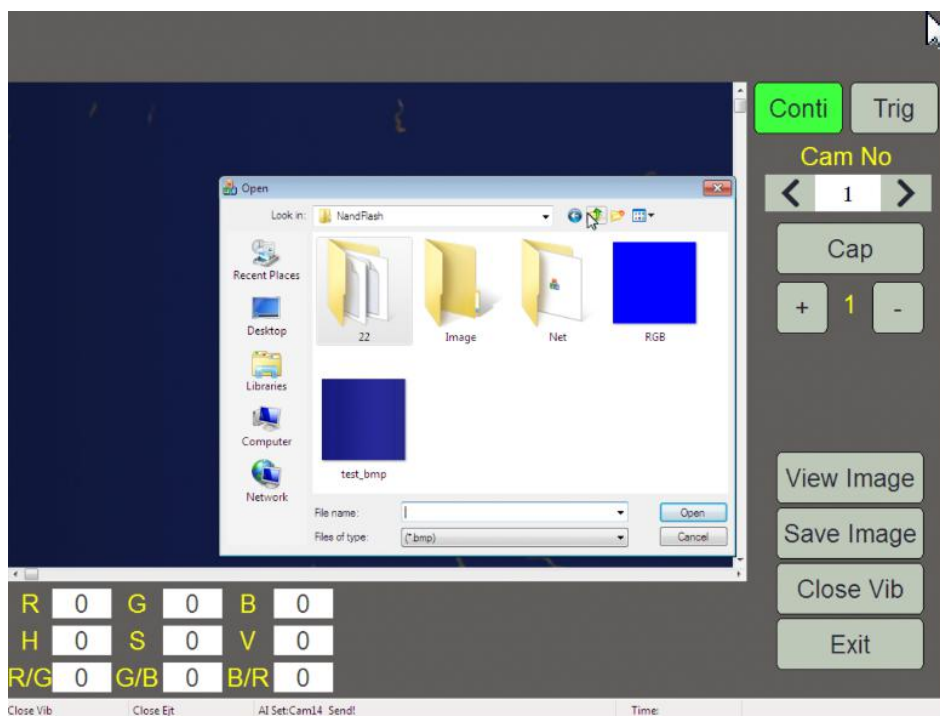 Conti Trig
Cam No
1
Cap
+ 1 -
Open
Look in: NandFlash
Recent Places
Desktop
Libraries
Computer
Network
22 Image Net RGB
test_bmp
File name: Open
Files of type: (*.bmp) Cancel
View Image
Save Image
Close Vib
Exit
R 0 G 0 B 0
H 0 S 0 V 0
R/G 0 G/B 0 B/R 0
Close Vib Close Ejt AI Set:Cam14 Send! Time: